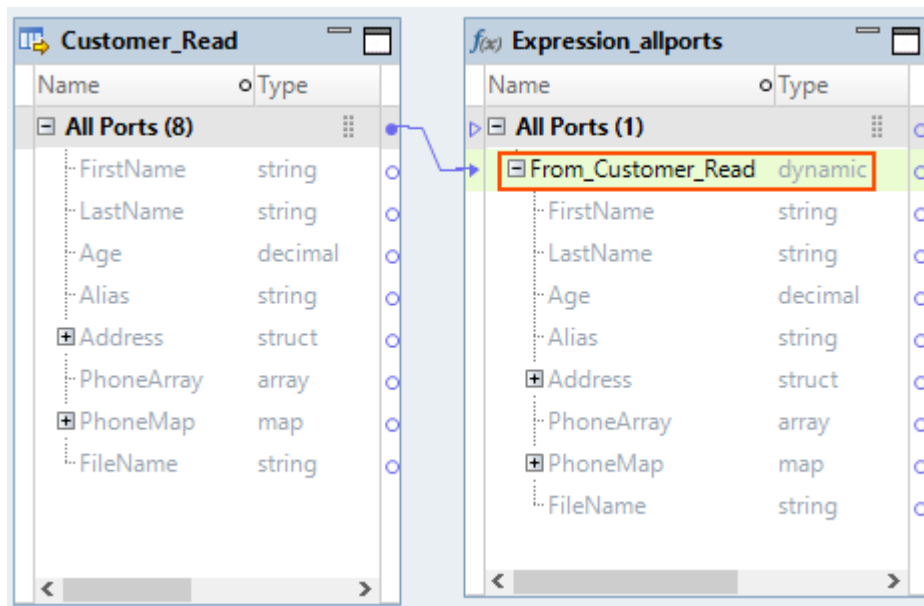 Customer_Read
Name Type
All Ports (8)
FirstName string
LastName string
Age decimal
Alias string
Address struct
PhoneArray array
PhoneMap map
FileName string
f(x) Expression_allports
Name Type
All Ports (1)
From_Customer_Read dynamic
FirstName string
LastName string
Age decimal
Alias string
Address struct
PhoneArray array
PhoneMap map
FileName string